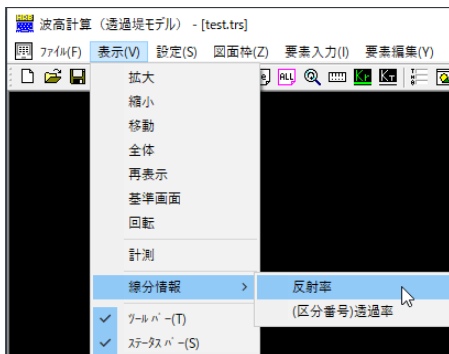 波高計算（透過堤モデル） - [test.trs]
ﾌｧｲﾙ(F) 表示(V) 設定(S) 図面枠(Z) 要素入力(I) 要素編集(Y)
ALL Kr KT
拡大
縮小
移動
全体
再表示
基準画面
回転
計測
線分情報 >
反射率
(区分番号)透過率
ﾂｰﾙ ﾊﾞｰ(T)
ｽﾃｰﾀｽ ﾊﾞｰ(S)